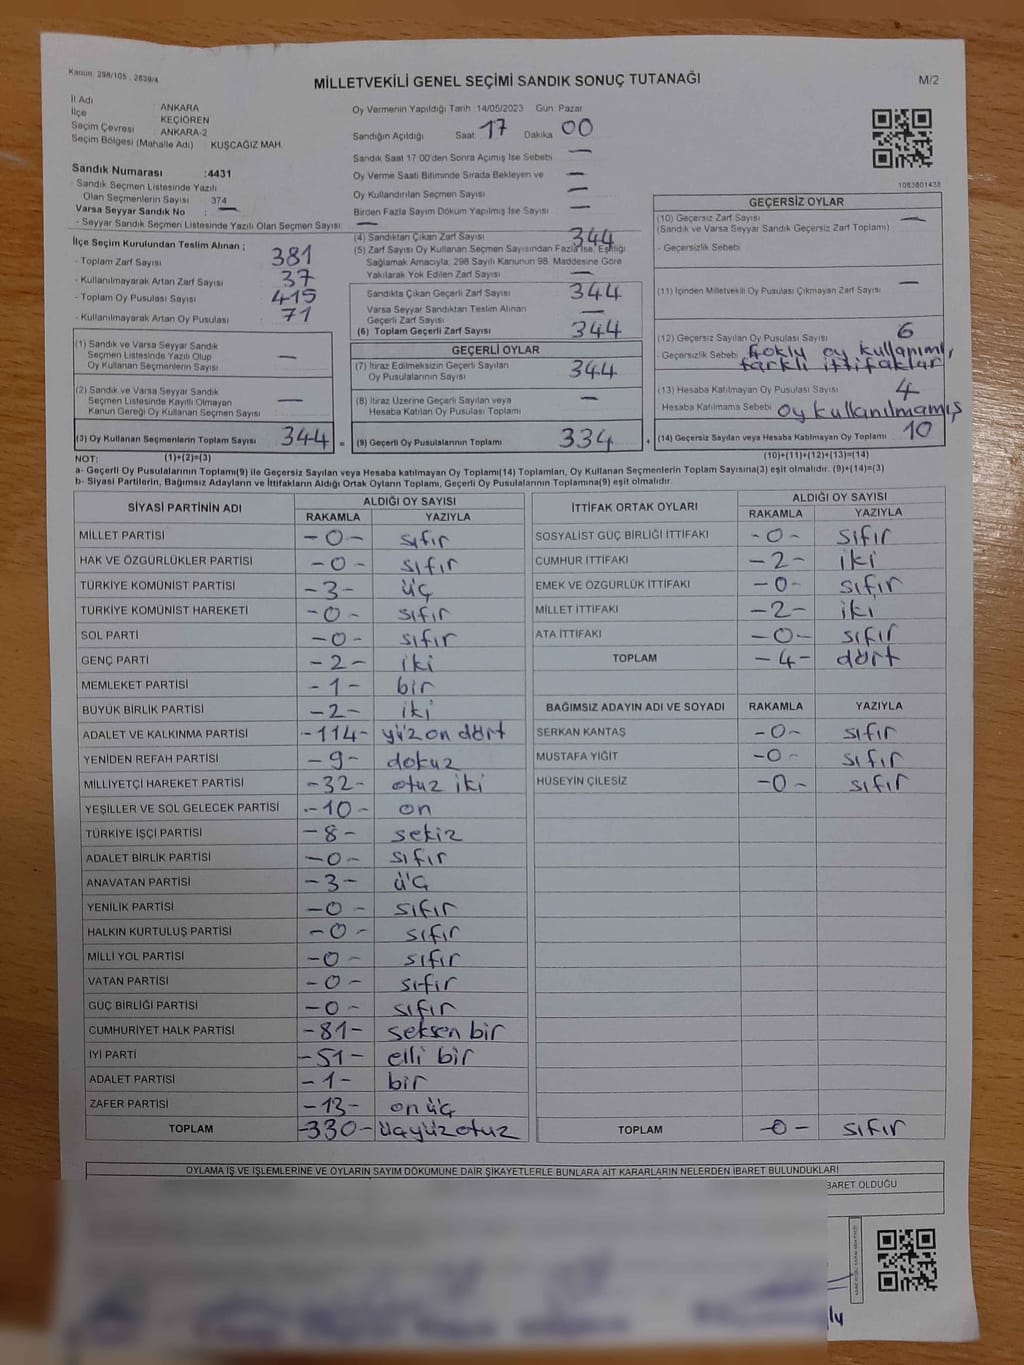 Kanun: 298/105 , 2839/4
MİLLETVEKİLİ GENEL SEÇİMİ SANDIK SONUÇ TUTANAĞI
M/2
İl Adı : ANKARA
İlçe KEÇİÖREN
Seçim Çevresi : ANKARA-2
Seçim Bölgesi (Mahalle Adı) : KUŞCAĞIZ MAH.
Oy Vermenin Yapıldığı Tarih :14/05/2023 Gün: Pazar
Sandığın Açıldığı Saat 17 Dakika 00
Sandık Saat 17 00'den Sonra Açımış İse Sebebi —
Oy Verme Saati Bitiminde Sırada Bekleyen ve —
Oy Kullandırılan Seçmen Sayısı —
Birden Fazla Sayım Döküm Yapılmış İse Sayısı —
1083801438
Sandık Numarası :4431
- Sandık Seçmen Listesinde Yazılı
Olan Seçmenlerin Sayısı 374
Varsa Seyyar Sandık No : —
- Seyyar Sandık Seçmen Listesinde Yazılı Olan Seçmen Sayısı: —
İlçe Seçim Kurulundan Teslim Alınan ;
- Toplam Zarf Sayısı 381
- Kullanılmayarak Artan Zarf Sayısı 37
- Toplam Oy Pusulası Sayısı 415
- Kullanılmayarak Artan Oy Pusulası 71
(1) Sandık ve Varsa Seyyar Sandık
Seçmen Listesinde Yazılı Olup
Oy Kullanan Seçmenlerin Sayısı —
(2) Sandık ve Varsa Seyyar Sandık
Seçmen Listesinde Kayıtlı Olmayan
Kanun Gereği Oy Kullanan Seçmen Sayısı —
(3) Oy Kullanan Seçmenlerin Toplam Sayısı 344 =
(4) Sandıktan Çıkan Zarf Sayısı 344
(5) Zarf Sayısı Oy Kullanan Seçmen Sayısından Fazla İse, Eşitliği
Sağlamak Amacıyla, 298 Sayılı Kanunun 98. Maddesine Göre
Yakılarak Yok Edilen Zarf Sayısı —
Sandıkta Çıkan Geçerli Zarf Sayısı 344
Varsa Seyyar Sandıktan Teslim Alınan
Geçerli Zarf Sayısı —
(6) Toplam Geçerli Zarf Sayısı 344
GEÇERLİ OYLAR
(7) İtiraz Edilmeksizin Geçerli Sayılan
Oy Pusulalarının Sayısı 344
(8) İtiraz Üzerine Geçerli Sayılan veya
Hesaba Katılan Oy Pusulası Toplamı —
(9) Geçerli Oy Pusulalarının Toplamı 334 +
GEÇERSİZ OYLAR
(10) Geçersiz Zarf Sayısı —
(Sandık ve Varsa Seyyar Sandık Geçersiz Zarf Toplamı)
- Geçersizlik Sebebi
(11) İçinden Milletvekili Oy Pusulası Çıkmayan Zarf Sayısı —
(12) Geçersiz Sayılan Oy Pusulası Sayısı 6
- Geçersizlik Sebebi oy kullanımı,
farklı ittifaklar
(13) Hesaba Katılmayan Oy Pusulası Sayısı 4
Hesaba Katılmama Sebebi Oy kullanılmamış
(14) Geçersiz Sayılan veya Hesaba Katılmayan Oy Toplamı 10
NOT: (1)+(2)=(3) (10)+(11)+(12)+(13)=(14)
a- Geçerli Oy Pusulalarının Toplamı(9) ile Geçersiz Sayılan veya Hesaba katılmayan Oy Toplamı(14) Toplamları, Oy Kullanan Seçmenlerin Toplam Sayısına(3) eşit olmalıdır. (9)+(14)=(3)
b- Siyasi Partilerin, Bağımsız Adayların ve İttifakların Aldığı Ortak Oyların Toplamı, Geçerli Oy Pusulalarının Toplamına(9) eşit olmalıdır.
SİYASİ PARTİNİN ADI ALDIĞI OY SAYISI
RAKAMLA YAZIYLA
MİLLET PARTİSİ -0- sıfır
HAK VE ÖZGÜRLÜKLER PARTİSİ -0- sıfır
TÜRKİYE KOMÜNİST PARTİSİ -3- üç
TÜRKİYE KOMÜNİST HAREKETİ -0- sıfır
SOL PARTİ -0- sıfır
GENÇ PARTİ -2- iki
MEMLEKET PARTİSİ -1- bir
BÜYÜK BİRLİK PARTİSİ -2- iki
ADALET VE KALKINMA PARTİSİ -114- yüz on dört
YENİDEN REFAH PARTİSİ -9- dokuz
MİLLİYETÇİ HAREKET PARTİSİ -32- otuz iki
YEŞİLLER VE SOL GELECEK PARTİSİ -10- on
TÜRKİYE İŞÇİ PARTİSİ -8- sekiz
ADALET BİRLİK PARTİSİ -0- sıfır
ANAVATAN PARTİSİ -3- üç
YENİLİK PARTİSİ -0- sıfır
HALKIN KURTULUŞ PARTİSİ -0- sıfır
MİLLİ YOL PARTİSİ -0- sıfır
VATAN PARTİSİ -0- sıfır
GÜÇ BİRLİĞİ PARTİSİ -0- sıfır
CUMHURİYET HALK PARTİSİ -81- seksen bir
İYİ PARTİ -51- elli bir
ADALET PARTİSİ -1- bir
ZAFER PARTİSİ -13- on üç
TOPLAM -330- üçyüzotuz
İTTİFAK ORTAK OYLARI ALDIĞI OY SAYISI
RAKAMLA YAZIYLA
SOSYALİST GÜÇ BİRLİĞİ İTTİFAKI -0- sıfır
CUMHUR İTTİFAKI -2- iki
EMEK VE ÖZGÜRLÜK İTTİFAKI -0- sıfır
MİLLET İTTİFAKI -2- iki
ATA İTTİFAKI -0- sıfır
TOPLAM -4- dört
BAĞIMSIZ ADAYIN ADI VE SOYADI RAKAMLA YAZIYLA
SERKAN KANTAŞ -0- sıfır
MUSTAFA YİĞİT -0- sıfır
HÜSEYİN ÇİLESİZ -0- sıfır
TOPLAM -0- sıfır
OYLAMA İŞ VE İŞLEMLERİNE VE OYLARIN SAYIM DÖKÜMÜNE DAİR ŞİKAYETLERLE BUNLARA AİT KARARLARIN NELERDEN İBARET BULUNDUKLARI
BARET OLDUĞU